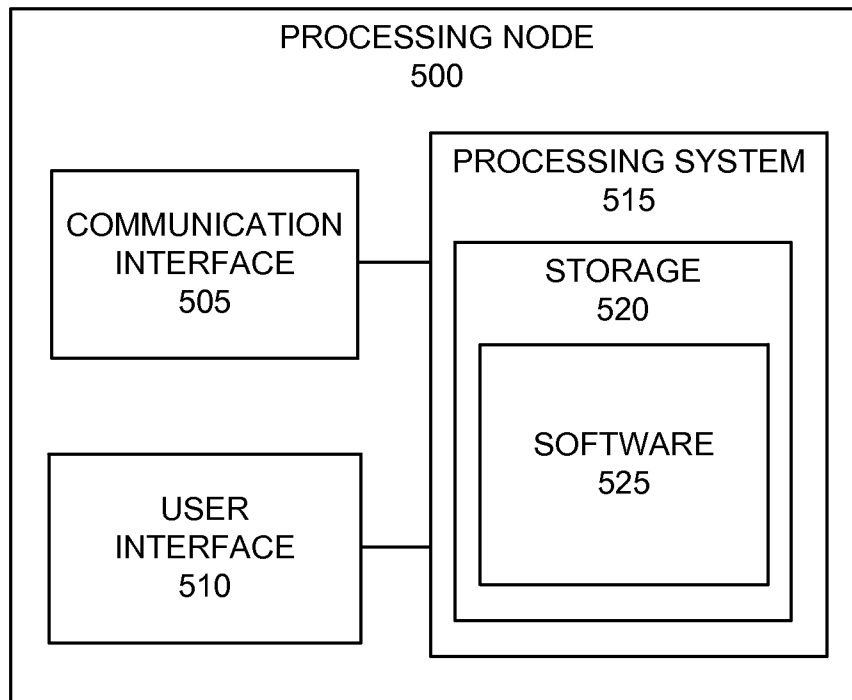 PROCESSING NODE
500
COMMUNICATION
INTERFACE
505
USER
INTERFACE
510
PROCESSING SYSTEM
515
STORAGE
520
SOFTWARE
525